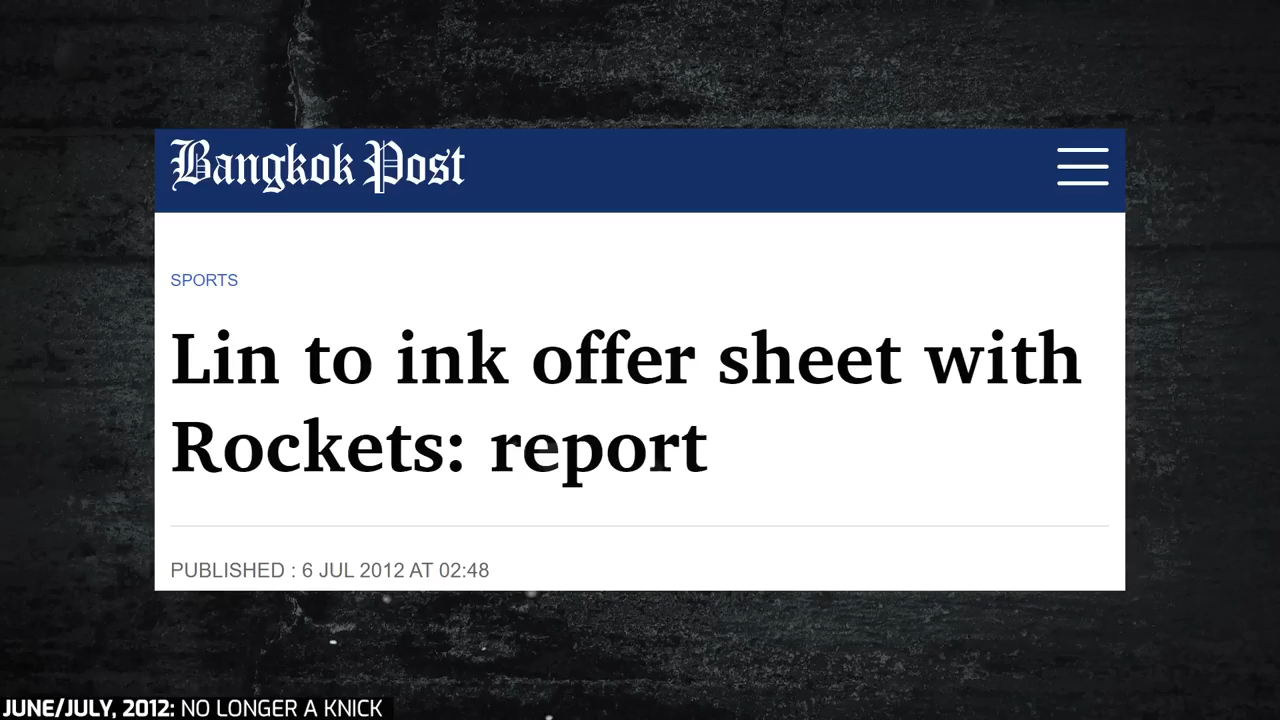 Bangkok Post
SPORTS
Lin to ink offer sheet with
Rockets: report
PUBLISHED : 6 JUL 2012 AT 02:48
JUNE/JULY, 2012: NO LONGER A KNICK